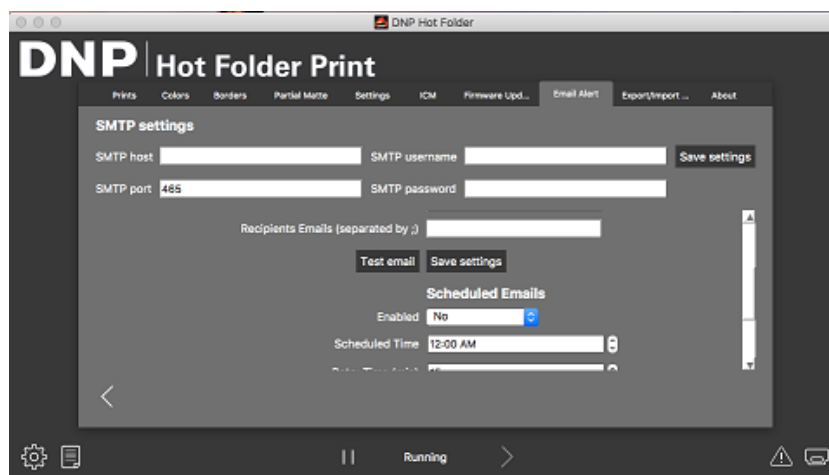 DNP Hot Folder
DNP Hot Folder Print
Prints Colors Borders Partial Matte Settings ICM Firmware Upd... Email Alert Export/Import ... About
SMTP settings
SMTP host SMTP username Save settings
SMTP port 465 SMTP password
Recipients Emails (separated by ;)
Test email Save settings
Scheduled Emails
Enabled No
Scheduled Time 12:00 AM
Running